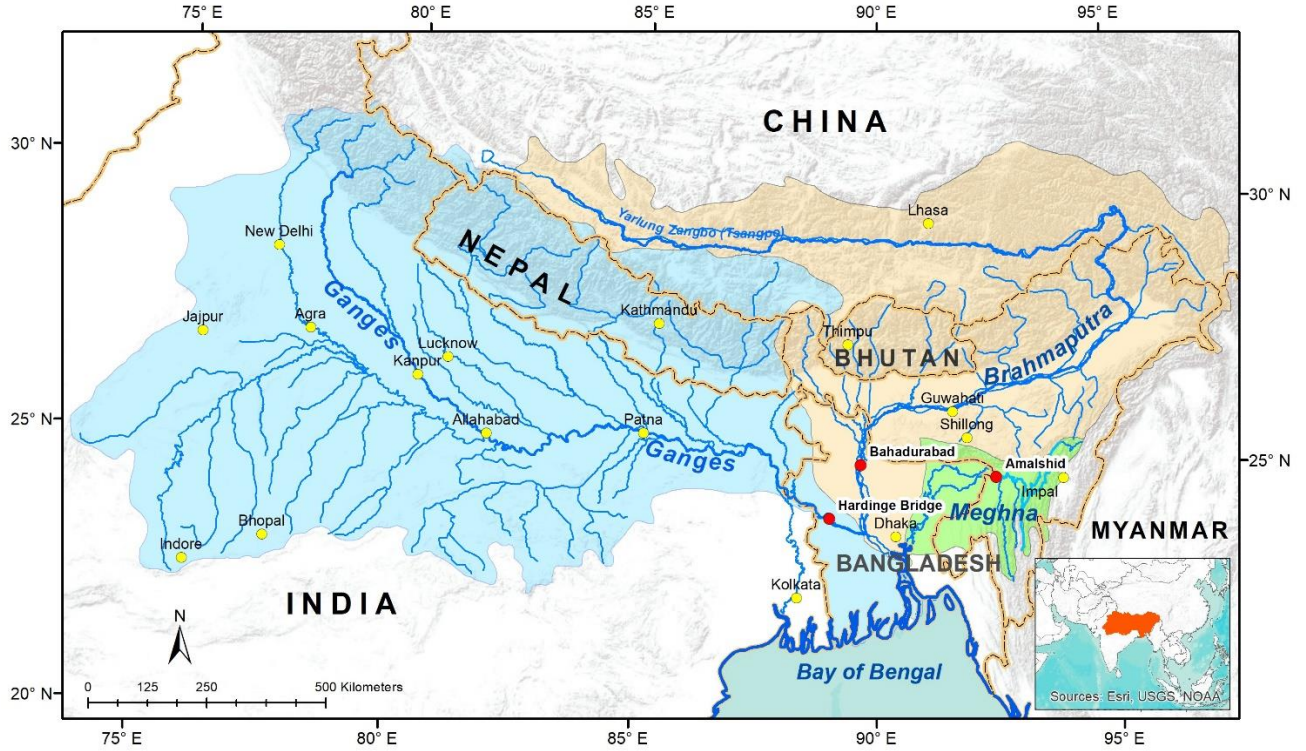 75° E 80° E 85° E 90° E 95° E
30° N
CHINA
30° N
Lhasa
Yarlung Zangbo (Tsangpo)
New Delhi
NEPAL
Ganges
Jajpur
Agra
Kathmandu
Lucknow
Kanpur
Thimpu
BHUTAN
Brahmaputra
Guwahati
Shillong
25° N
Allahabad
Patna
Ganges
Bahadurabad
Amalshid
25° N
Impal
Hardinge Bridge
Meghna
Dhaka
MYANMAR
Bhopal
Indore
BANGLADESH
Kolkata
INDIA
N
Bay of Bengal
0 125 250 500 Kilometers
20° N
Sources: Esri, USGS, NOAA
75° E 80° E 85° E 90° E 95° E